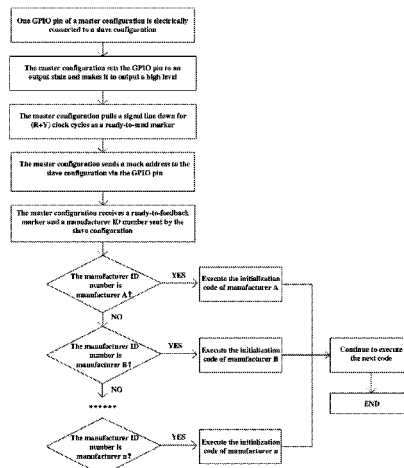 One GPIO pin of a master configuration is electrically
connected to a slave configuration
The master configuration sets the GPIO pin to an
output state and makes it to output a high level
The master configuration pulls a signal line down for
(R+Y) clock cycles as a ready-to-send marker
The master configuration sends a mock address to the
slave configuration via the GPIO pin
The master configuration receives a ready-to-feedback
marker and a manufacturer ID number sent by the
slave configuration
The manufacturer ID
number is
manufacturer A?
YES
Execute the initialization
code of manufacturer A
NO
The manufacturer ID
number is
manufacturer B?
YES
Execute the initialization
code of manufacturer B
Continue to execute
the next code
NO
END
******
The manufacturer ID
number is
manufacturer n?
YES
Execute the initialization
code of manufacturer n